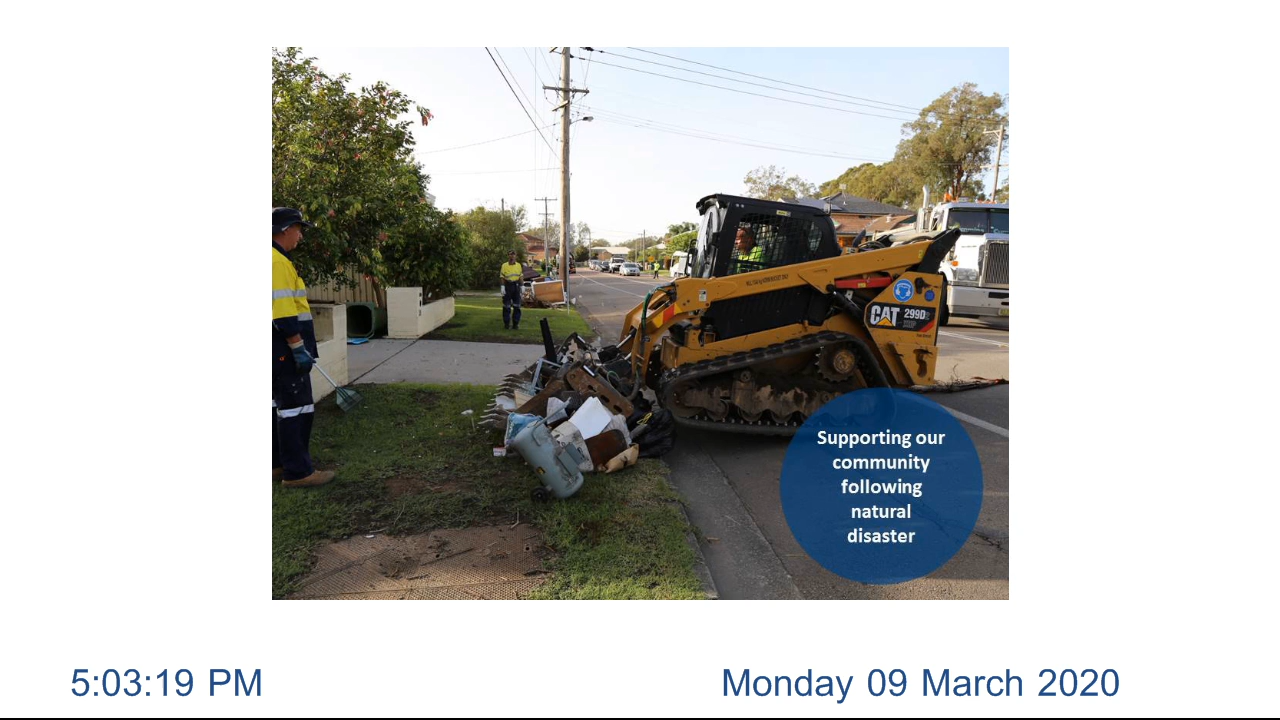 CAT 299D
Supporting our
community
following
natural
disaster
5:03:19 PM
Monday 09 March 2020